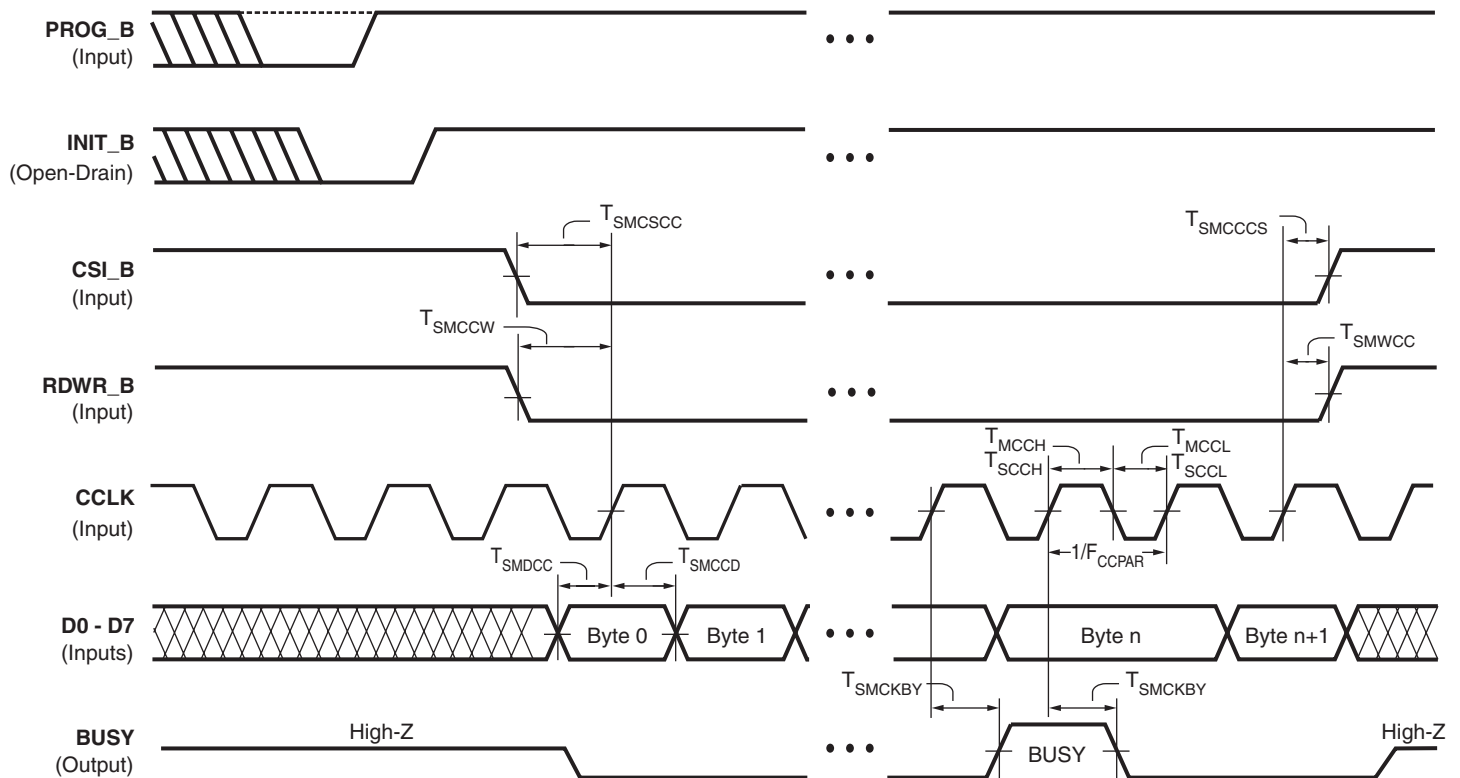 PROG_B
(Input)
INIT_B
(Open-Drain)
TSMCSCC
TSMCCCS
CSI_B
(Input)
TSMCCW
TSMWCC
RDWR_B
(Input)
TMCCH
TSCCH
TMCCL
TSCCL
CCLK
(Input)
1/FCCPAR
TSMDCC
TSMCCD
D0 - D7
(Inputs)
Byte 0
Byte 1
Byte n
Byte n+1
TSMCKBY
TSMCKBY
High-Z
High-Z
BUSY
(Output)
BUSY